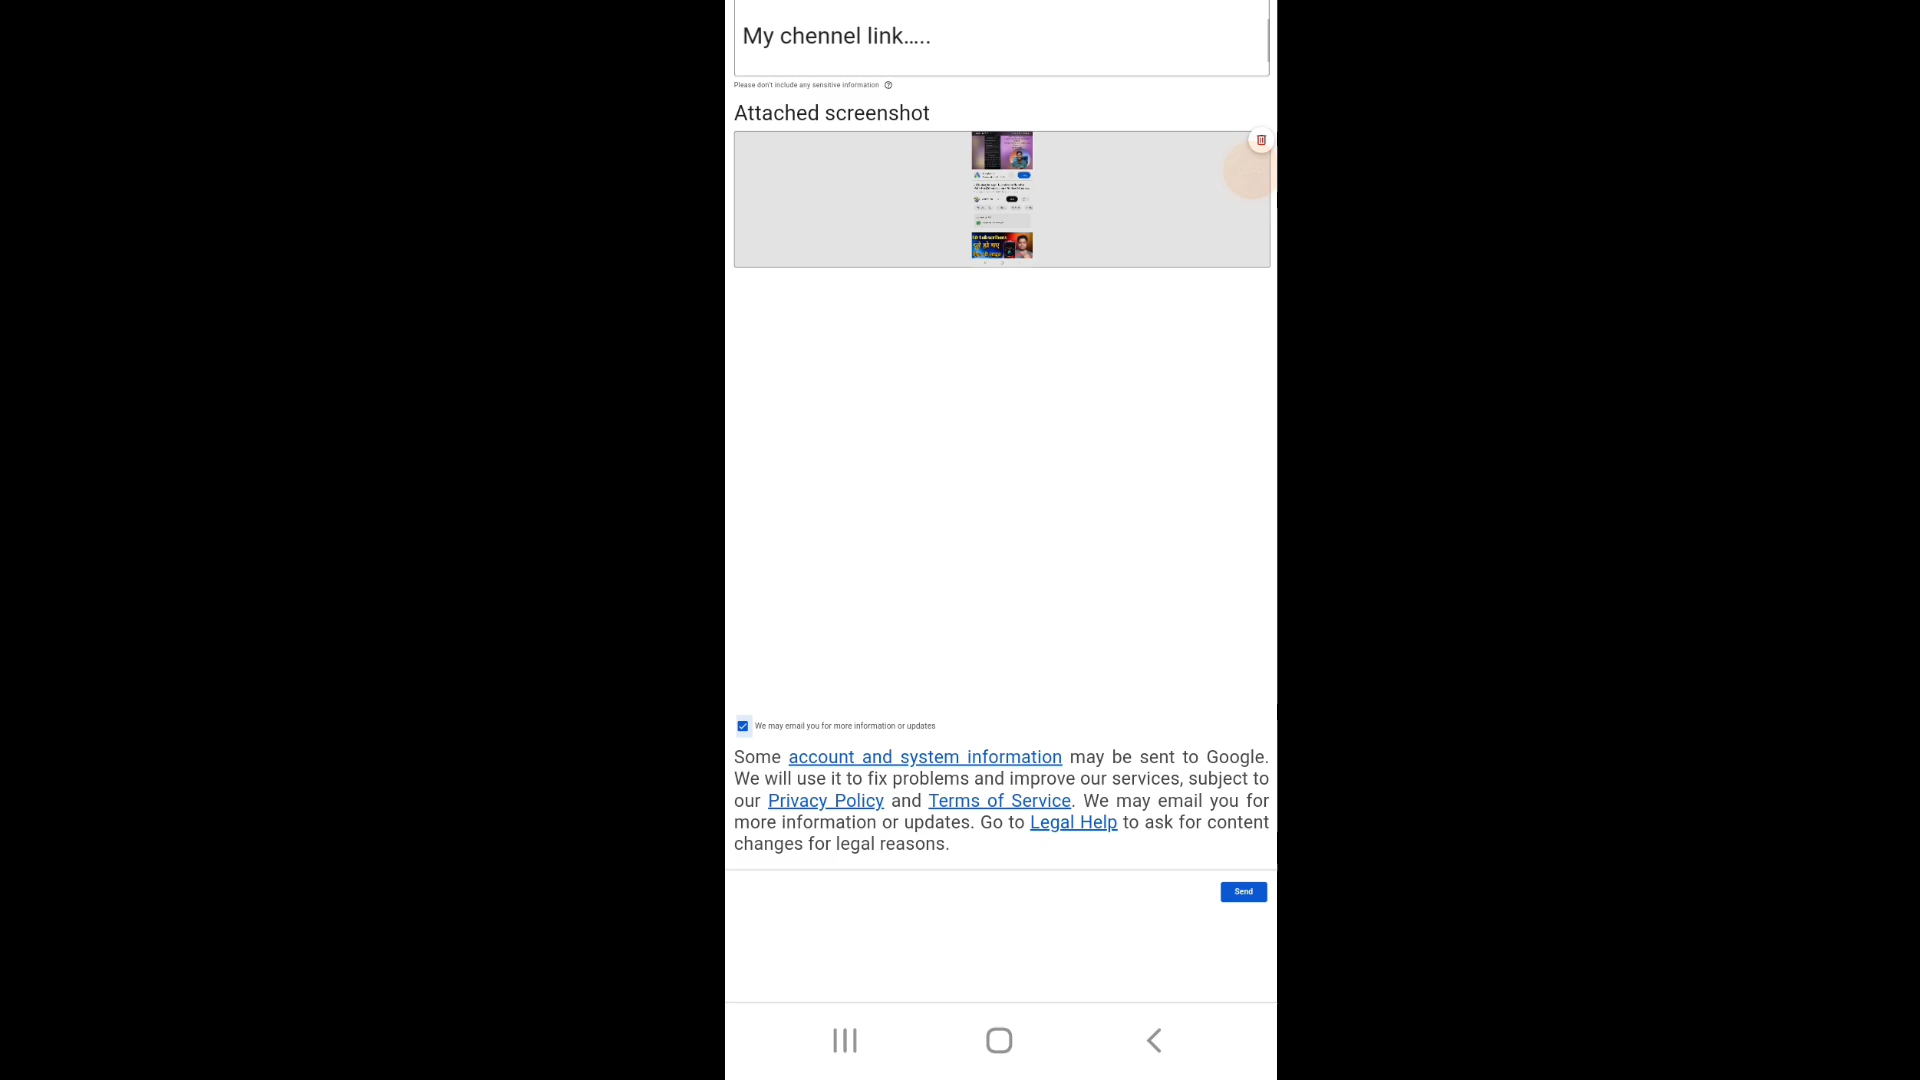 My chennel link.....
Please don't include any sensitive information
Attached screenshot
10 Subscribers
We may email you for more information or updates
Some account and system information may be sent to Google.
We will use it to fix problems and improve our services, subject to
our Privacy Policy and Terms of Service. We may email you for
more information or updates. Go to Legal Help to ask for content
changes for legal reasons.
Send